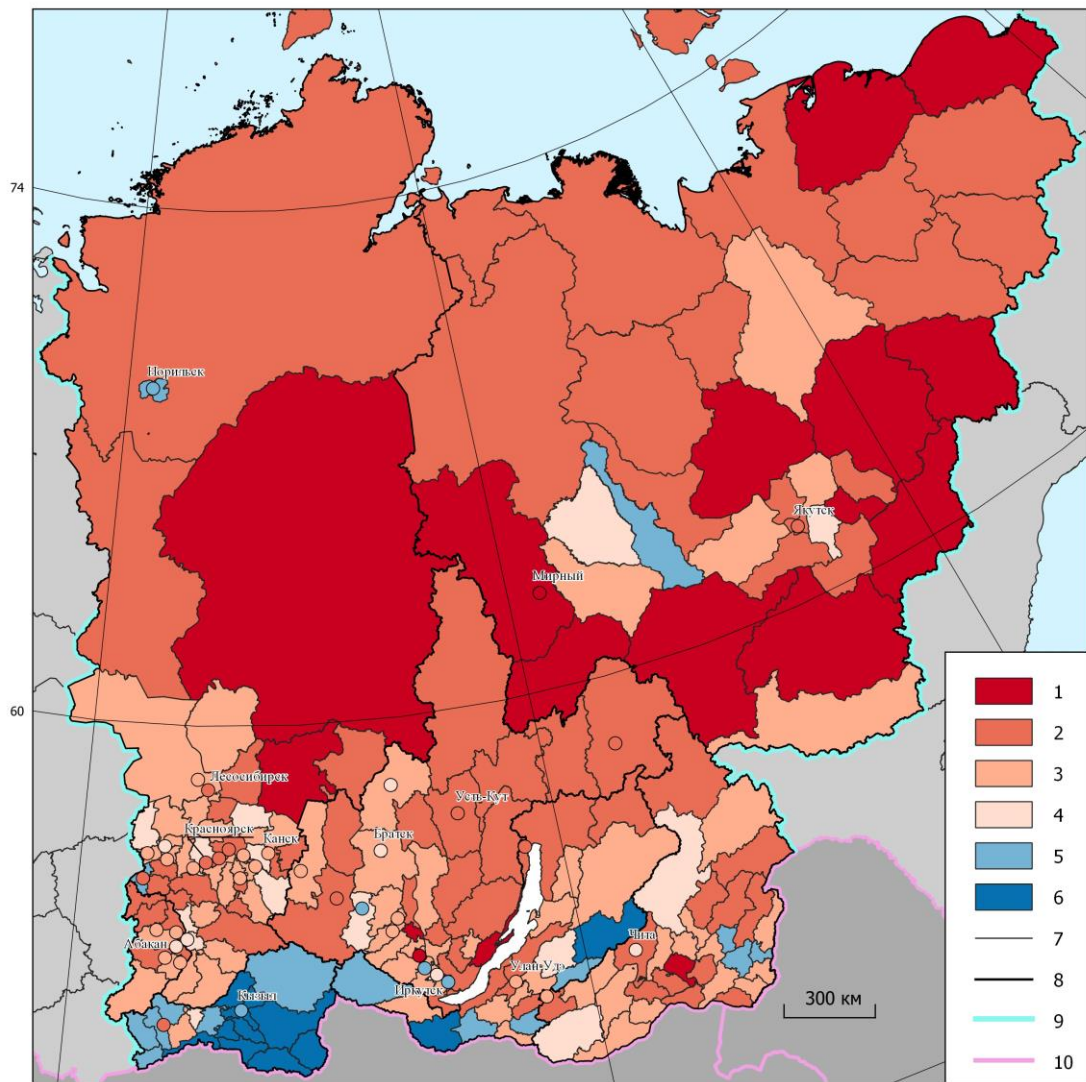 74
Норильск
Якутск
Мирный
60
Лесосибирск
Усть-Кут
Красноярск
Канск
Братск
Абакан
Чита
Улан-Удэ
Иркутск
Кызыл
300 км
1
2
3
4
5
6
7
8
9
10